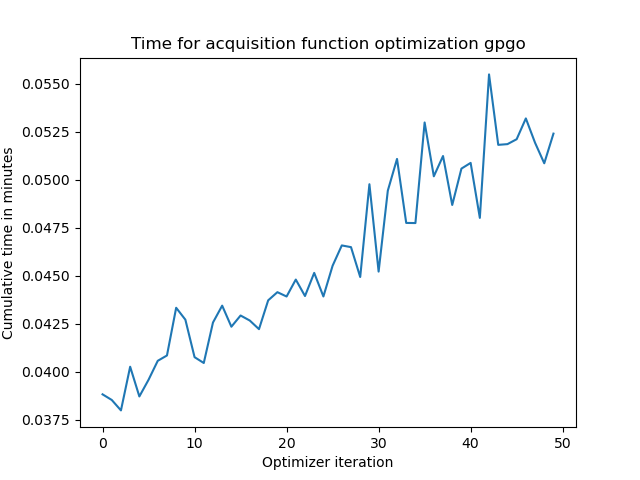 Time for acquisition function optimization gpgo
Cumulative time in minutes
0.0550
0.0525
0.0500
0.0475
0.0450
0.0425
0.0400
0.0375
0 10 20 30 40 50
Optimizer iteration